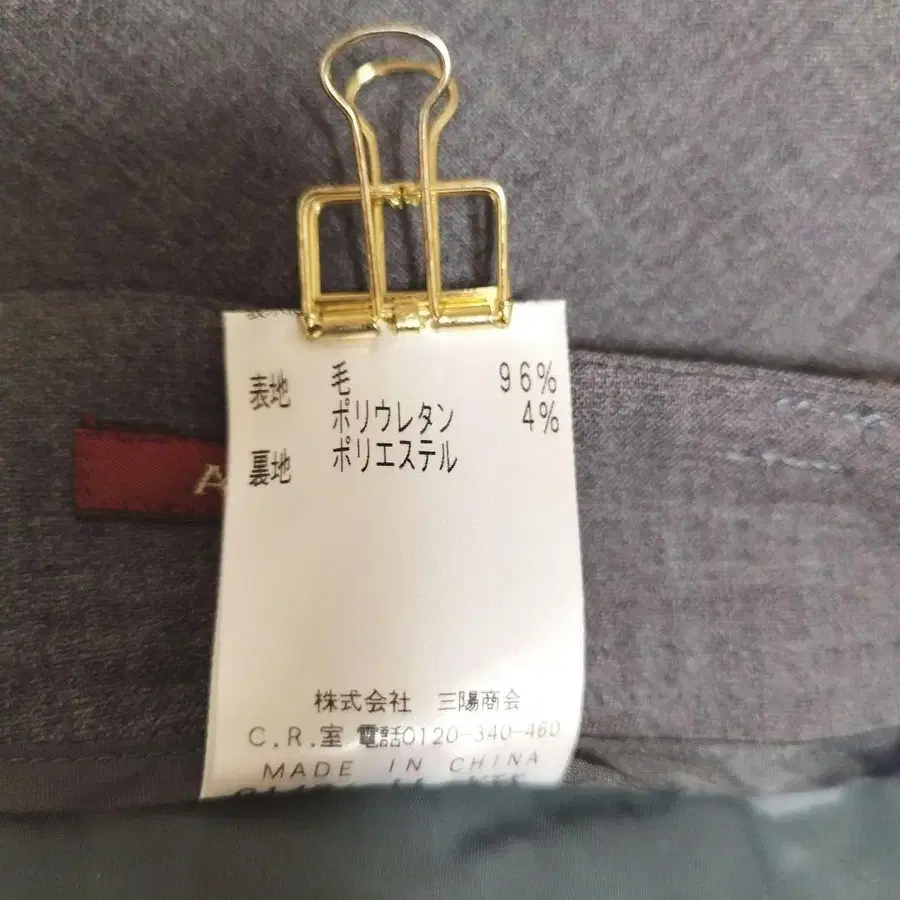 表地 毛 96%
ポリウレタン 4%
裏地 ポリエステル
A
株式会社 三陽商会
C.R.室 電話0120-340-460
MADE IN CHINA